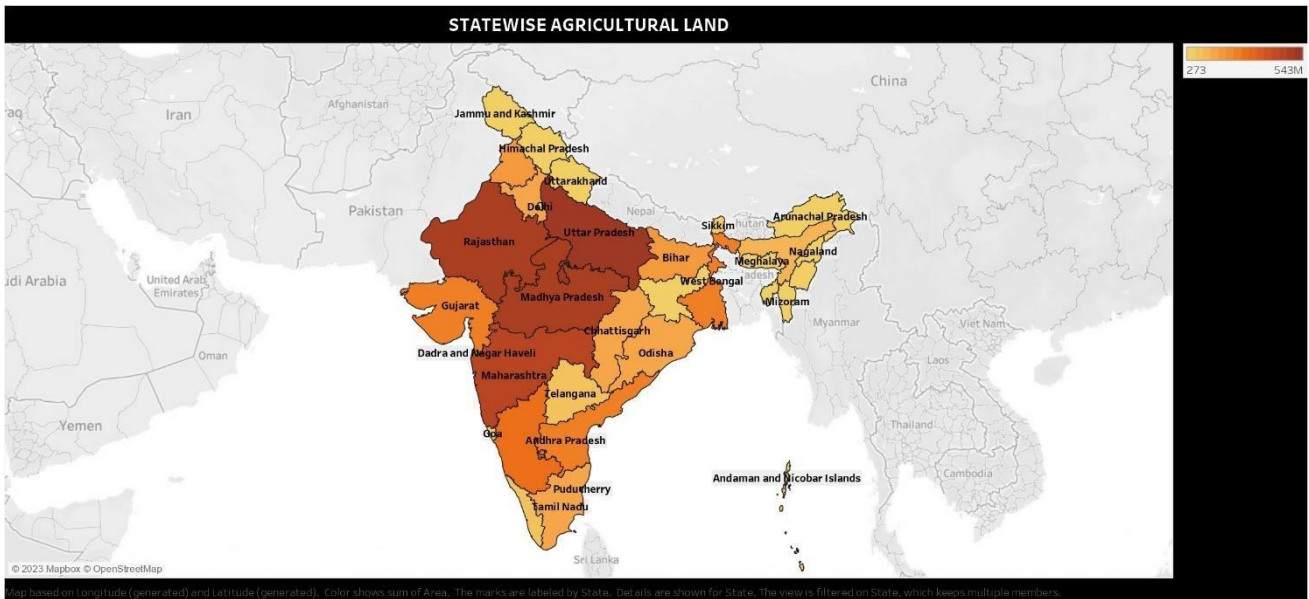 STATEWISE AGRICULTURAL LAND
273 543M
China
Afghanistan
Iran
raq
Jammu and Kashmir
Himachal Pradesh
Uttarakhand
Pakistan
Delhi
Nepal
Sikkim
hutan
Arunachal Pradesh
Rajasthan
Uttar Pradesh
Bihar
Nagaland
Meghalaya
adesh
di Arabia
United Arab
Emirates
West Bengal
Madhya Pradesh
Gujarat
Mizoram
Myanmar
Viet Nam
Chhattisgarh
Oman
Dadra and Nagar Haveli
Odisha
Laos
Maharashtra
Telangana
Yemen
Thailand
Goa
Andhra Pradesh
Cambodia
Andaman and Nicobar Islands
Puducherry
Tamil Nadu
Sri Lanka
© 2023 Mapbox © OpenStreetMap
Map based on Longitude (generated) and Latitude (generated). Color shows sum of Area. The marks are labeled by State. Details are shown for State. The view is filtered on State, which keeps multiple members.